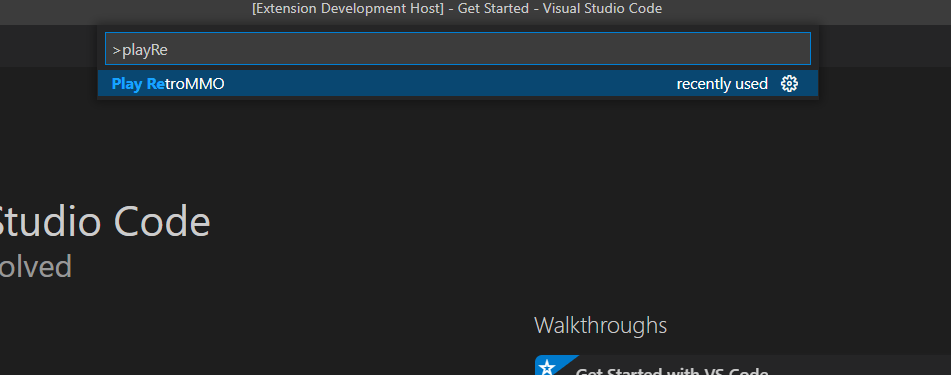 [Extension Development Host] - Get Started - Visual Studio Code
>playRe
Play RetroMMO recently used
Studio Code
olved
Walkthroughs
Get Started with VS Code